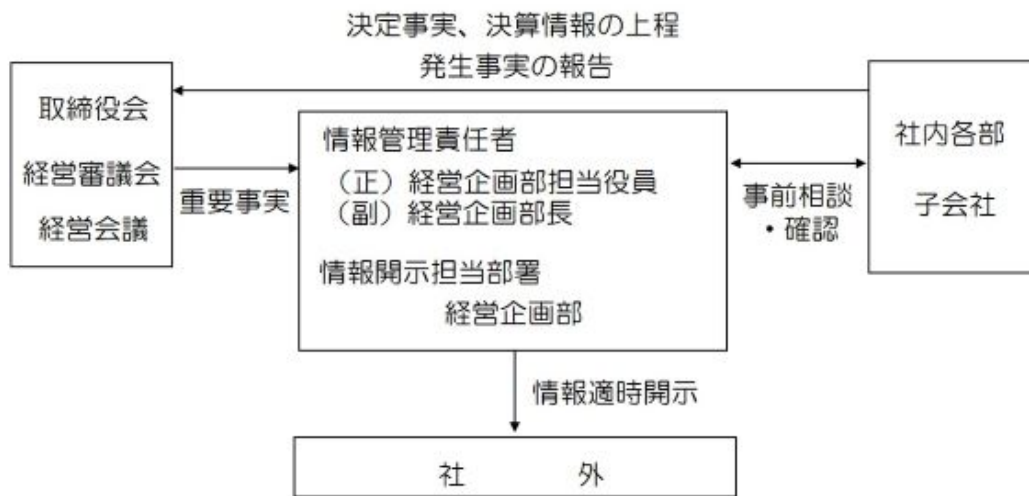 決定事実、決算情報の上程
発生事実の報告
取締役会
経営審議会
経営会議
重要事実
情報管理責任者
（正）経営企画部担当役員
（副）経営企画部長
情報開示担当部署
経営企画部
事前相談
・確認
社内各部
子会社
情報適時開示
社　　　外